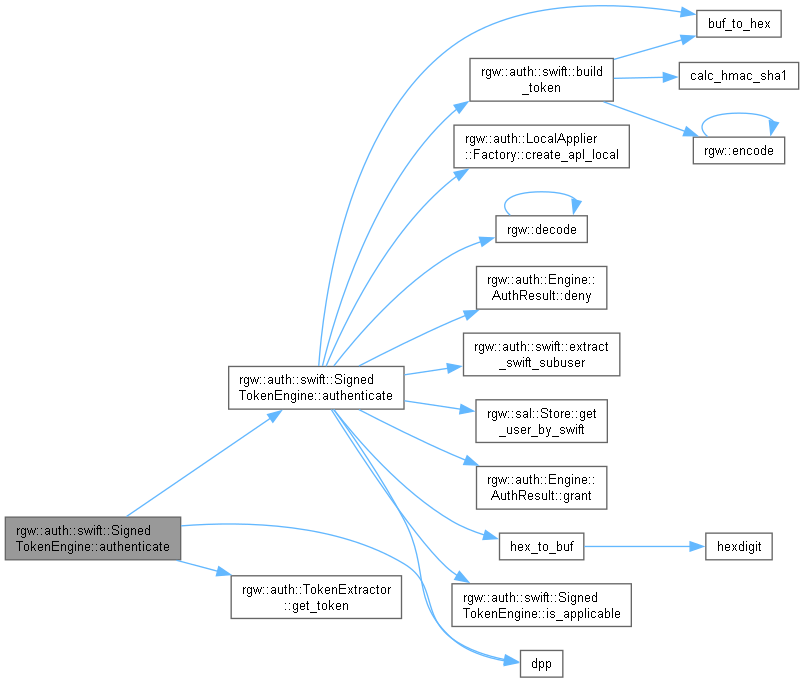 buf_to_hex
rgw::auth::swift::build
_token
calc_hmac_sha1
rgw::encode
rgw::auth::LocalApplier
::Factory::create_apl_local
rgw::decode
rgw::auth::Engine::
AuthResult::deny
rgw::auth::swift::extract
_swift_subuser
rgw::auth::swift::Signed
TokenEngine::authenticate
rgw::sal::Store::get
_user_by_swift
rgw::auth::Engine::
AuthResult::grant
rgw::auth::swift::Signed
TokenEngine::authenticate
hex_to_buf
hexdigit
rgw::auth::TokenExtractor
::get_token
rgw::auth::swift::Signed
TokenEngine::is_applicable
dpp